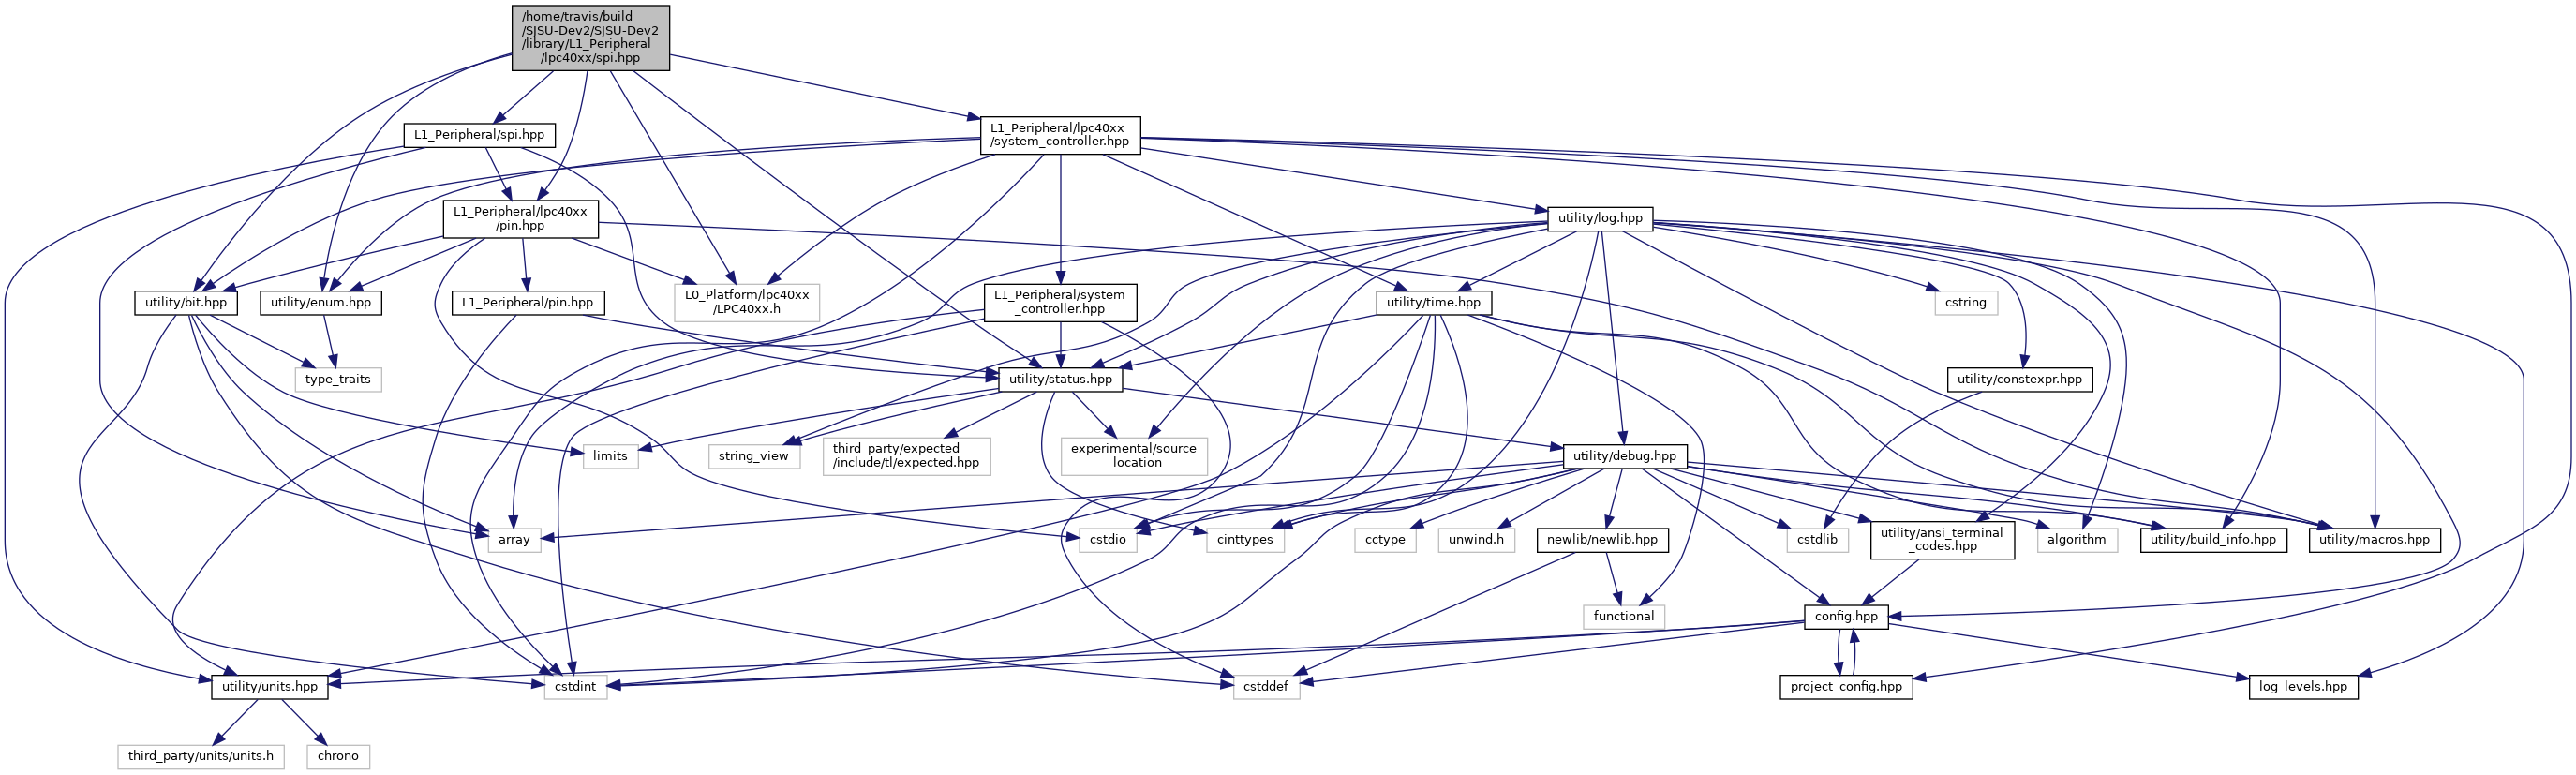 /home/travis/build
/SJSU-Dev2/SJSU-Dev2
/library/L1_Peripheral
/lpc40xx/spi.hpp
L1_Peripheral/spi.hpp
L1_Peripheral/lpc40xx
/system_controller.hpp
L1_Peripheral/lpc40xx
/pin.hpp
utility/log.hpp
utility/bit.hpp
utility/enum.hpp
L1_Peripheral/pin.hpp
L0_Platform/lpc40xx
/LPC40xx.h
L1_Peripheral/system
_controller.hpp
utility/time.hpp
cstring
type_traits
utility/status.hpp
utility/constexpr.hpp
limits
string_view
third_party/expected
/include/tl/expected.hpp
experimental/source
_location
utility/debug.hpp
array
cstdio
cinttypes
cctype
unwind.h
newlib/newlib.hpp
cstdlib
utility/ansi_terminal
_codes.hpp
algorithm
utility/build_info.hpp
utility/macros.hpp
functional
config.hpp
utility/units.hpp
cstdint
cstddef
project_config.hpp
log_levels.hpp
third_party/units/units.h
chrono